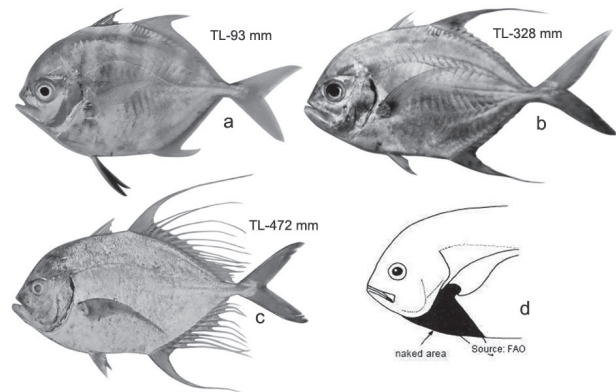 TL-93 mm
a
TL-328 mm
b
TL-472 mm
c
d
naked area
Source: FAO